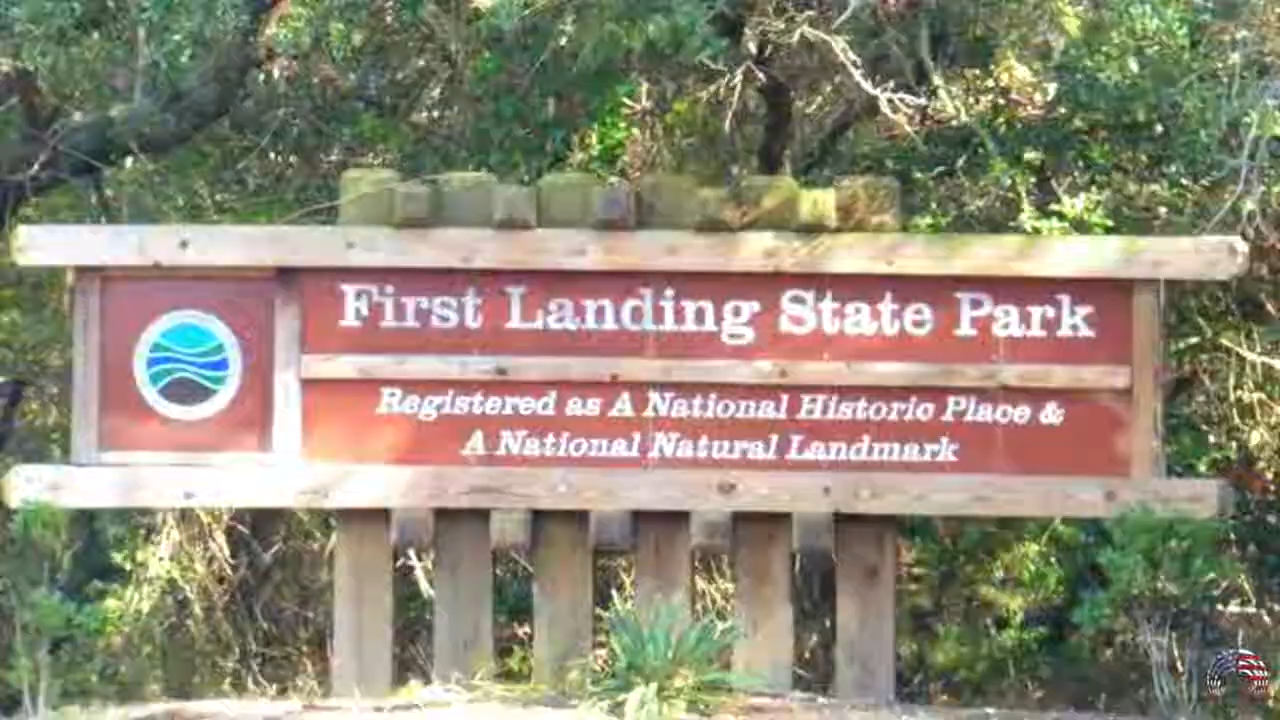 First Landing State Park
Registered as A National Historic Place &
A National Natural Landmark